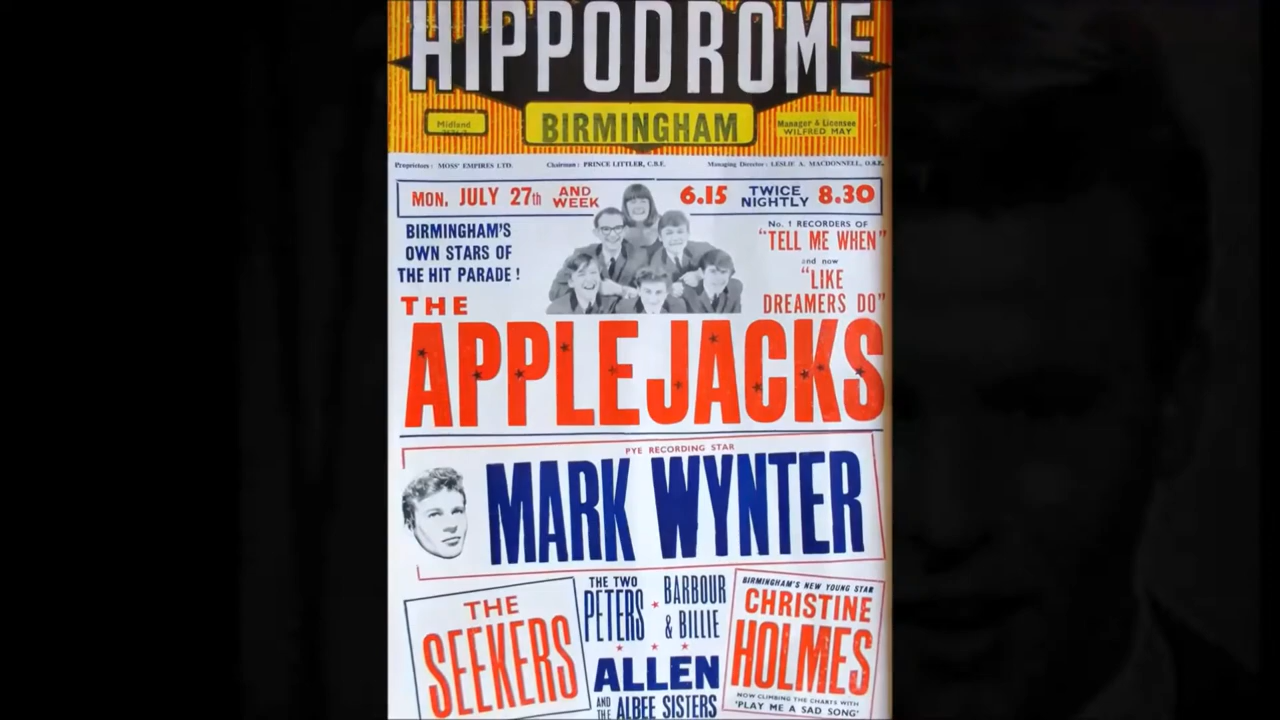 HIPPODROME
Midland
BIRMINGHAM
Manager & Licensee
WILFRED MAY
Proprietors: MOSS' EMPIRES LTD. Chairman: PRINCE LITTLER, C.B.E. Managing Director: LESLIE A. MACDONNELL, O.B.E.
MON. JULY 27th AND WEEK 6.15 TWICE NIGHTLY 8.30
BIRMINGHAM'S
OWN STARS OF
THE HIT PARADE!
No. 1 RECORDERS OF
"TELL ME WHEN"
and now
"LIKE
DREAMERS DO"
THE
APPLEJACKS
PYE RECORDING STAR
MARK WYNTER
THE
SEEKERS
THE TWO
PETERS
BARBOUR
& BILLIE
ALLEN
AND THE ALBEE SISTERS
BIRMINGHAM'S NEW YOUNG STAR
CHRISTINE
HOLMES
NOW CLIMBING THE CHARTS WITH
'PLAY ME A SAD SONG'